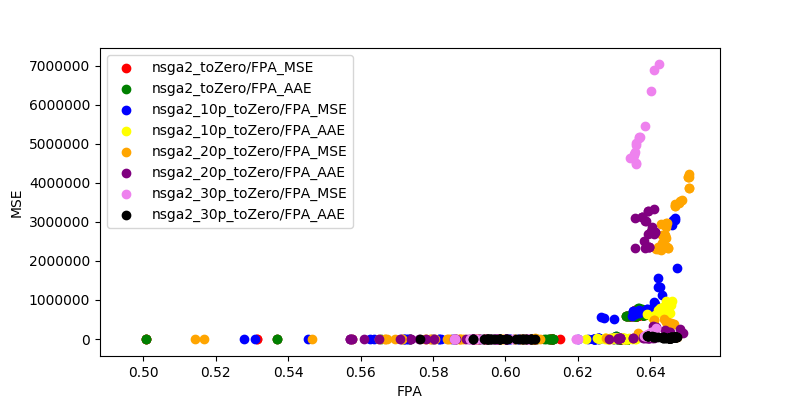 7000000
6000000
5000000
4000000
3000000
2000000
1000000
0
MSE
nsga2_toZero/FPA_MSE
nsga2_toZero/FPA_AAE
nsga2_10p_toZero/FPA_MSE
nsga2_10p_toZero/FPA_AAE
nsga2_20p_toZero/FPA_MSE
nsga2_20p_toZero/FPA_AAE
nsga2_30p_toZero/FPA_MSE
nsga2_30p_toZero/FPA_AAE
0.50 0.52 0.54 0.56 0.58 0.60 0.62 0.64
FPA